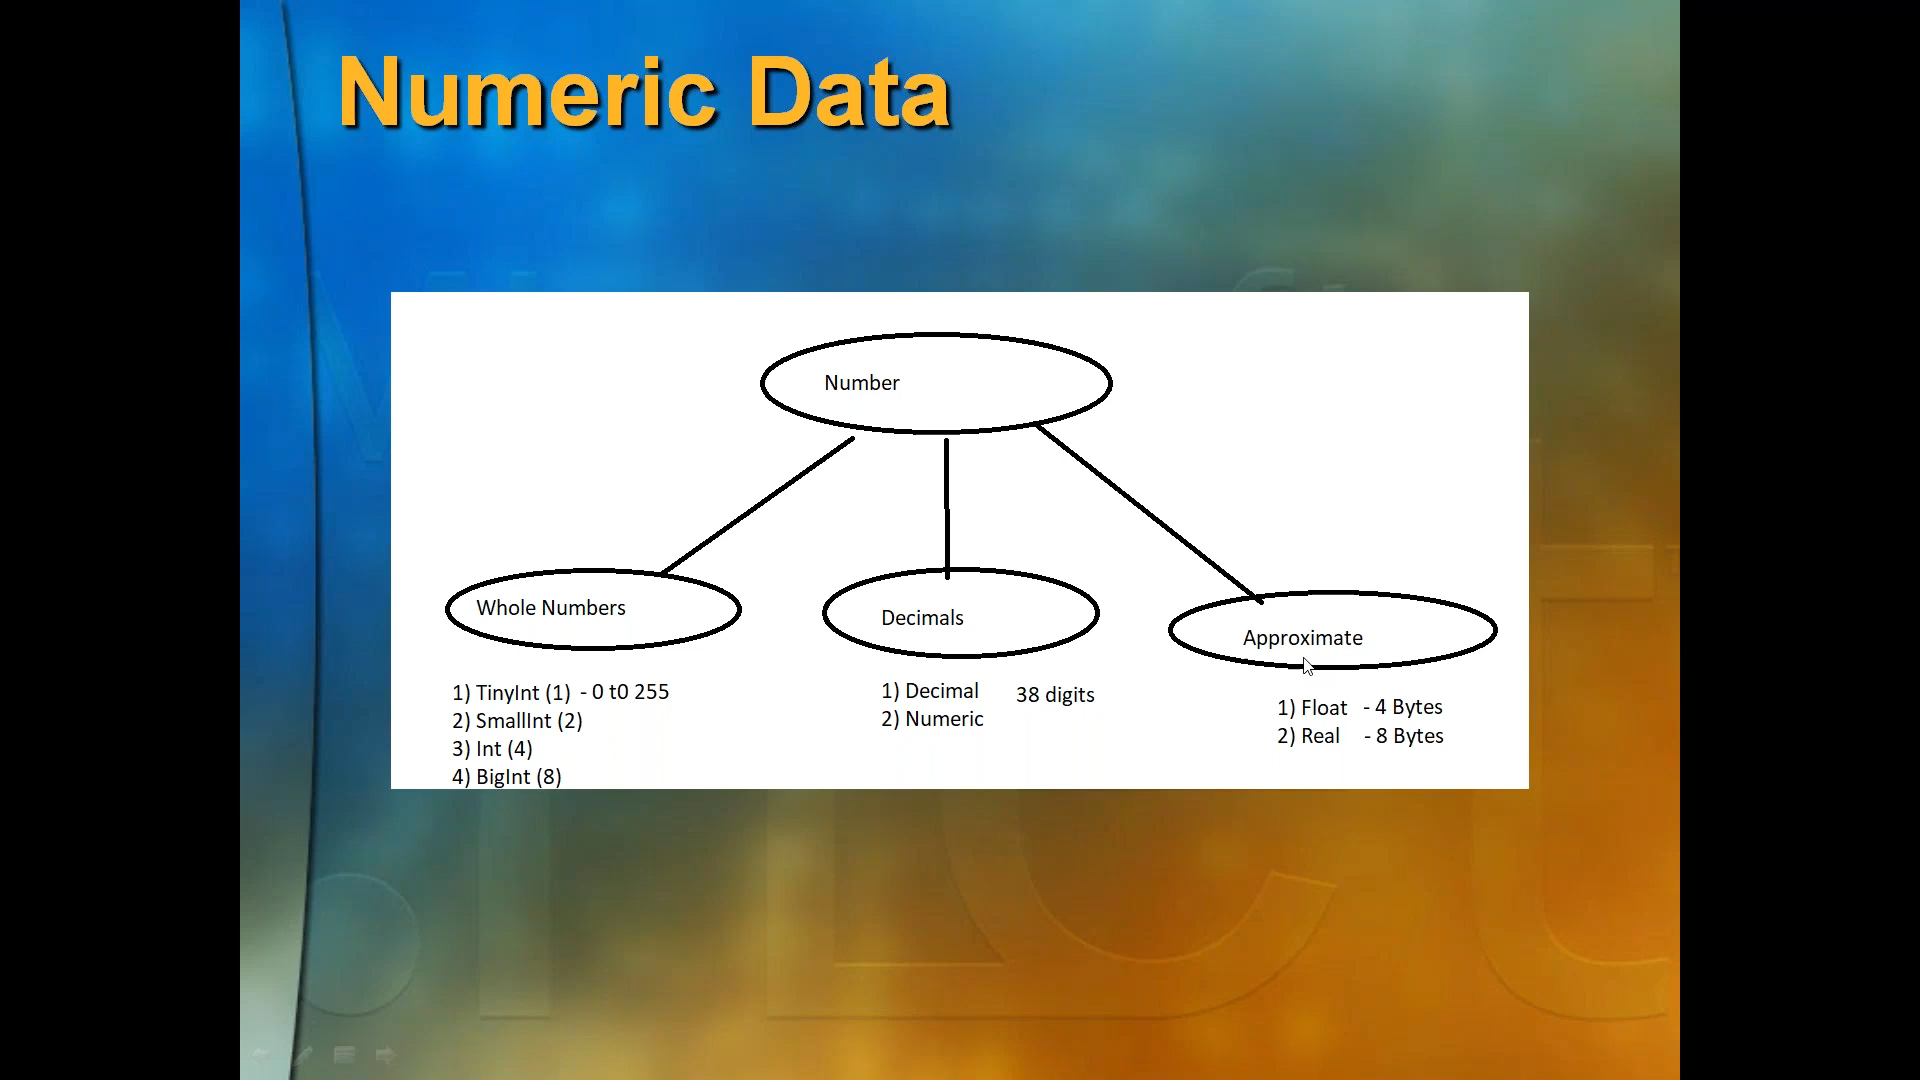 Numeric Data
Number
Whole Numbers
Decimals
Approximate
1) TinyInt (1) - 0 t0 255
2) SmallInt (2)
3) Int (4)
4) BigInt (8)
1) Decimal 38 digits
2) Numeric
1) Float - 4 Bytes
2) Real - 8 Bytes